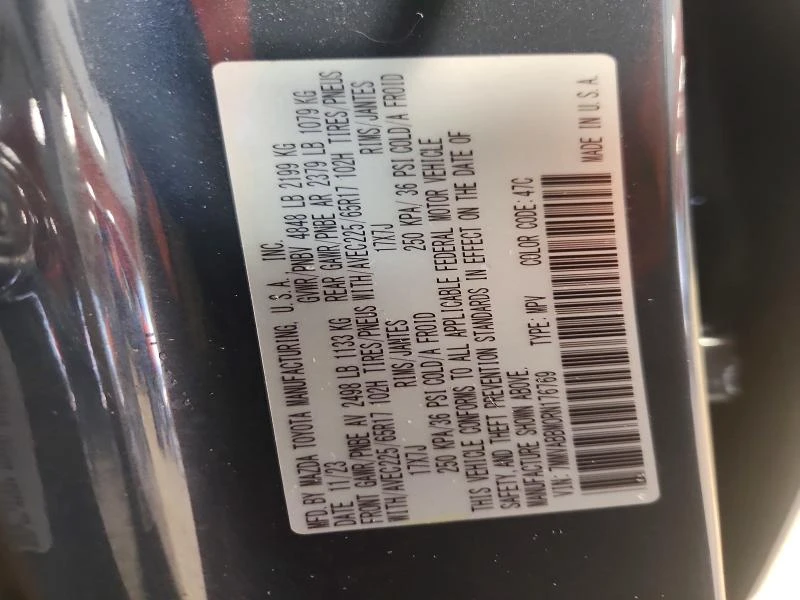 MFD.BY MAZDA TOYOTA MANUFACTURING, U.S.A. INC.
DATE 11/23 GVWR/PNBV 4848 LB 2199 KG
FRONT GAWR/PNBE AV 2498 LB 1133 KG REAR GAWR/PNBE AR 2379 LB 1079 KG
WITH/AVEC225/65R17 102H TIRES/PNEUS WITH/AVEC225/65R17 102H TIRES/PNEUS
17X7J RIMS/JANTES 17X7J RIMS/JANTES
250 KPA/36 PSI COLD/A FROID 250 KPA/36 PSI COLD/A FROID
THIS VEHICLE CONFORMS TO ALL APPLICABLE FEDERAL MOTOR VEHICLE
SAFETY, AND THEFT PREVENTION STANDARDS IN EFFECT ON THE DATE OF
MANUFACTURE SHOWN ABOVE.
VIN: TYPE: MPV COLOR CODE: 47C
MADE IN U.S.A.